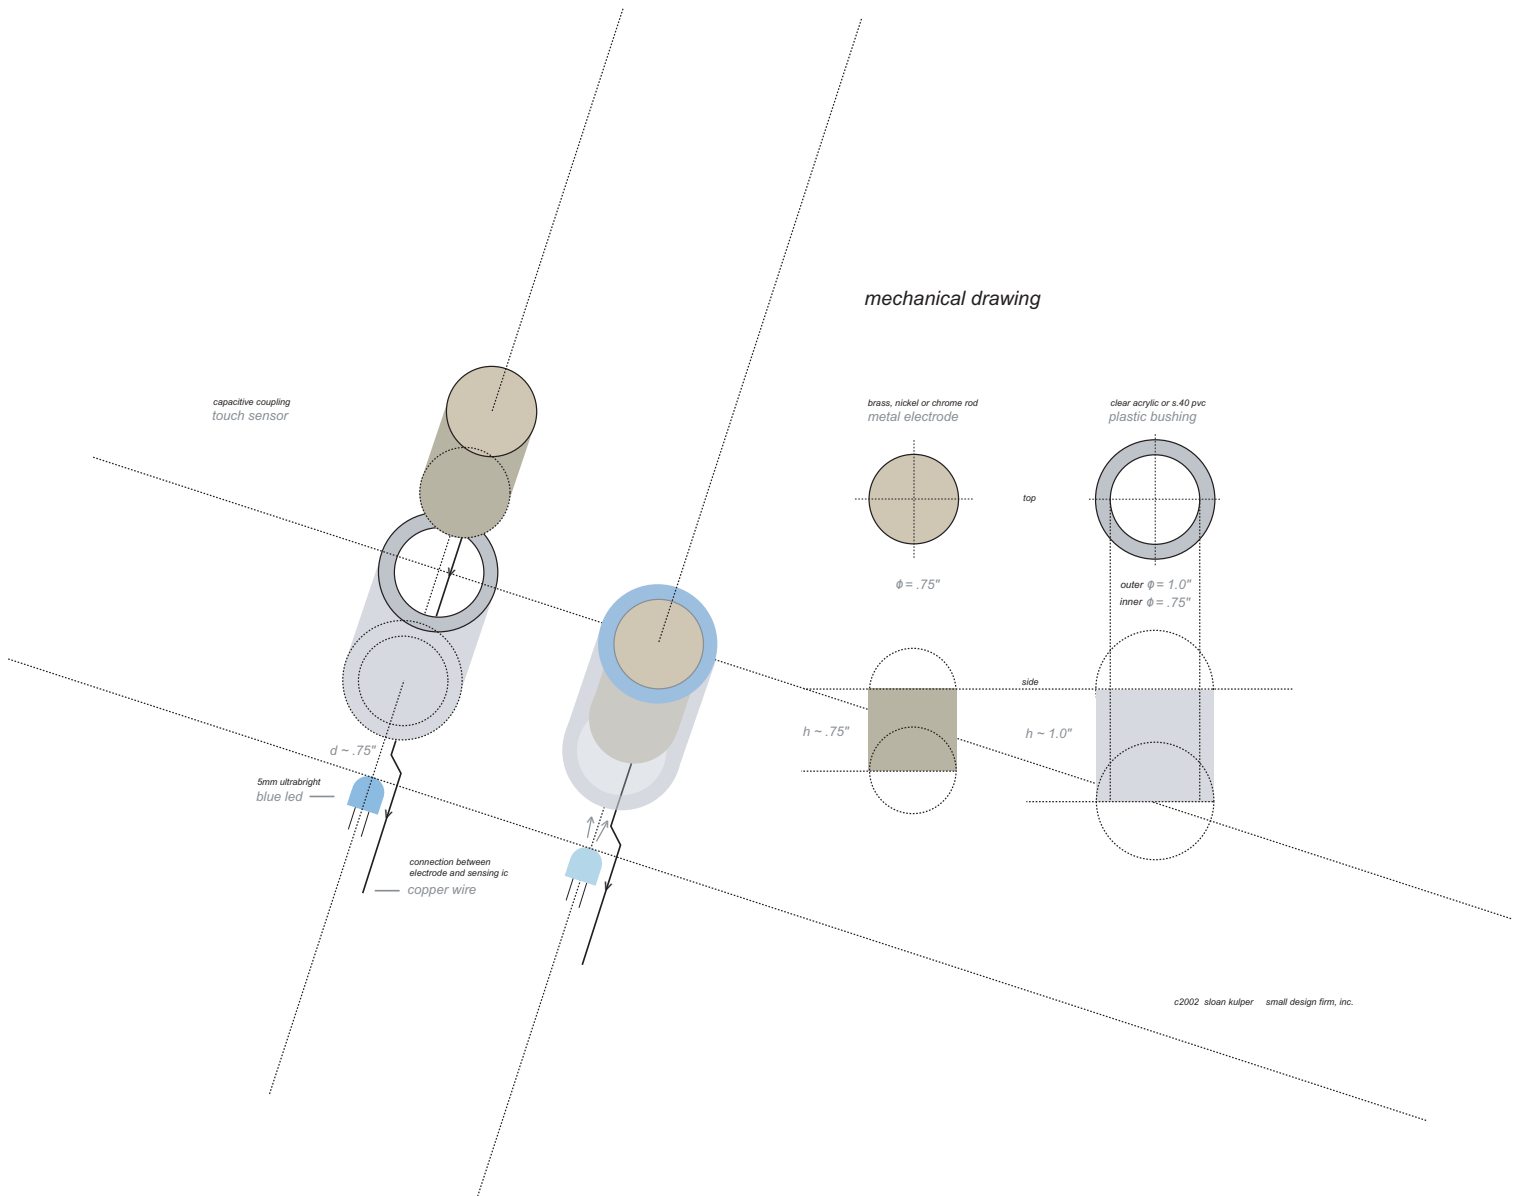 mechanical drawing
capacitive coupling
touch sensor
brass, nickel or chrome rod
metal electrode
clear acrylic or s.40 pvc
plastic bushing
top
ϕ = .75"
outer ϕ = 1.0"
inner ϕ = .75"
side
h ~ .75"
h ~ 1.0"
d ~ .75"
5mm ultrabright
blue led
connection between
electrode and sensing ic
copper wire
c2002 sloan kulper small design firm, inc.